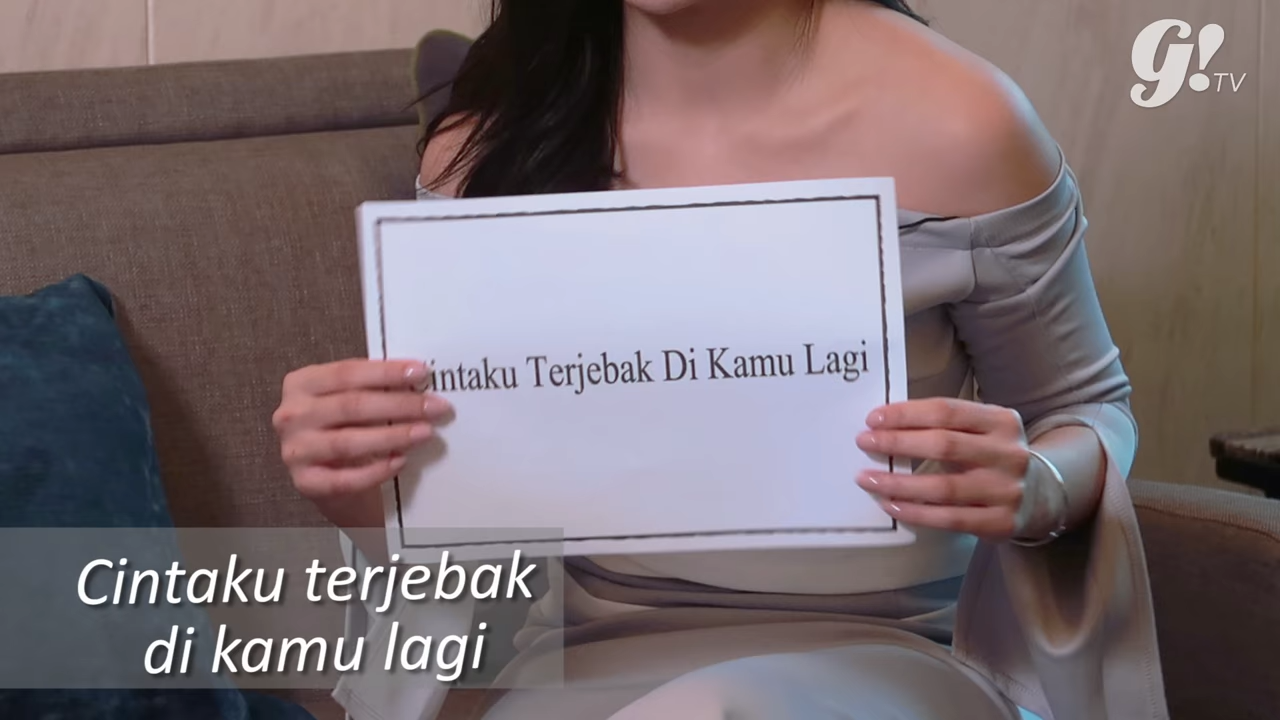 G! TV
Cintaku Terjebak Di Kamu Lagi
Cintaku terjebak
di kamu lagi